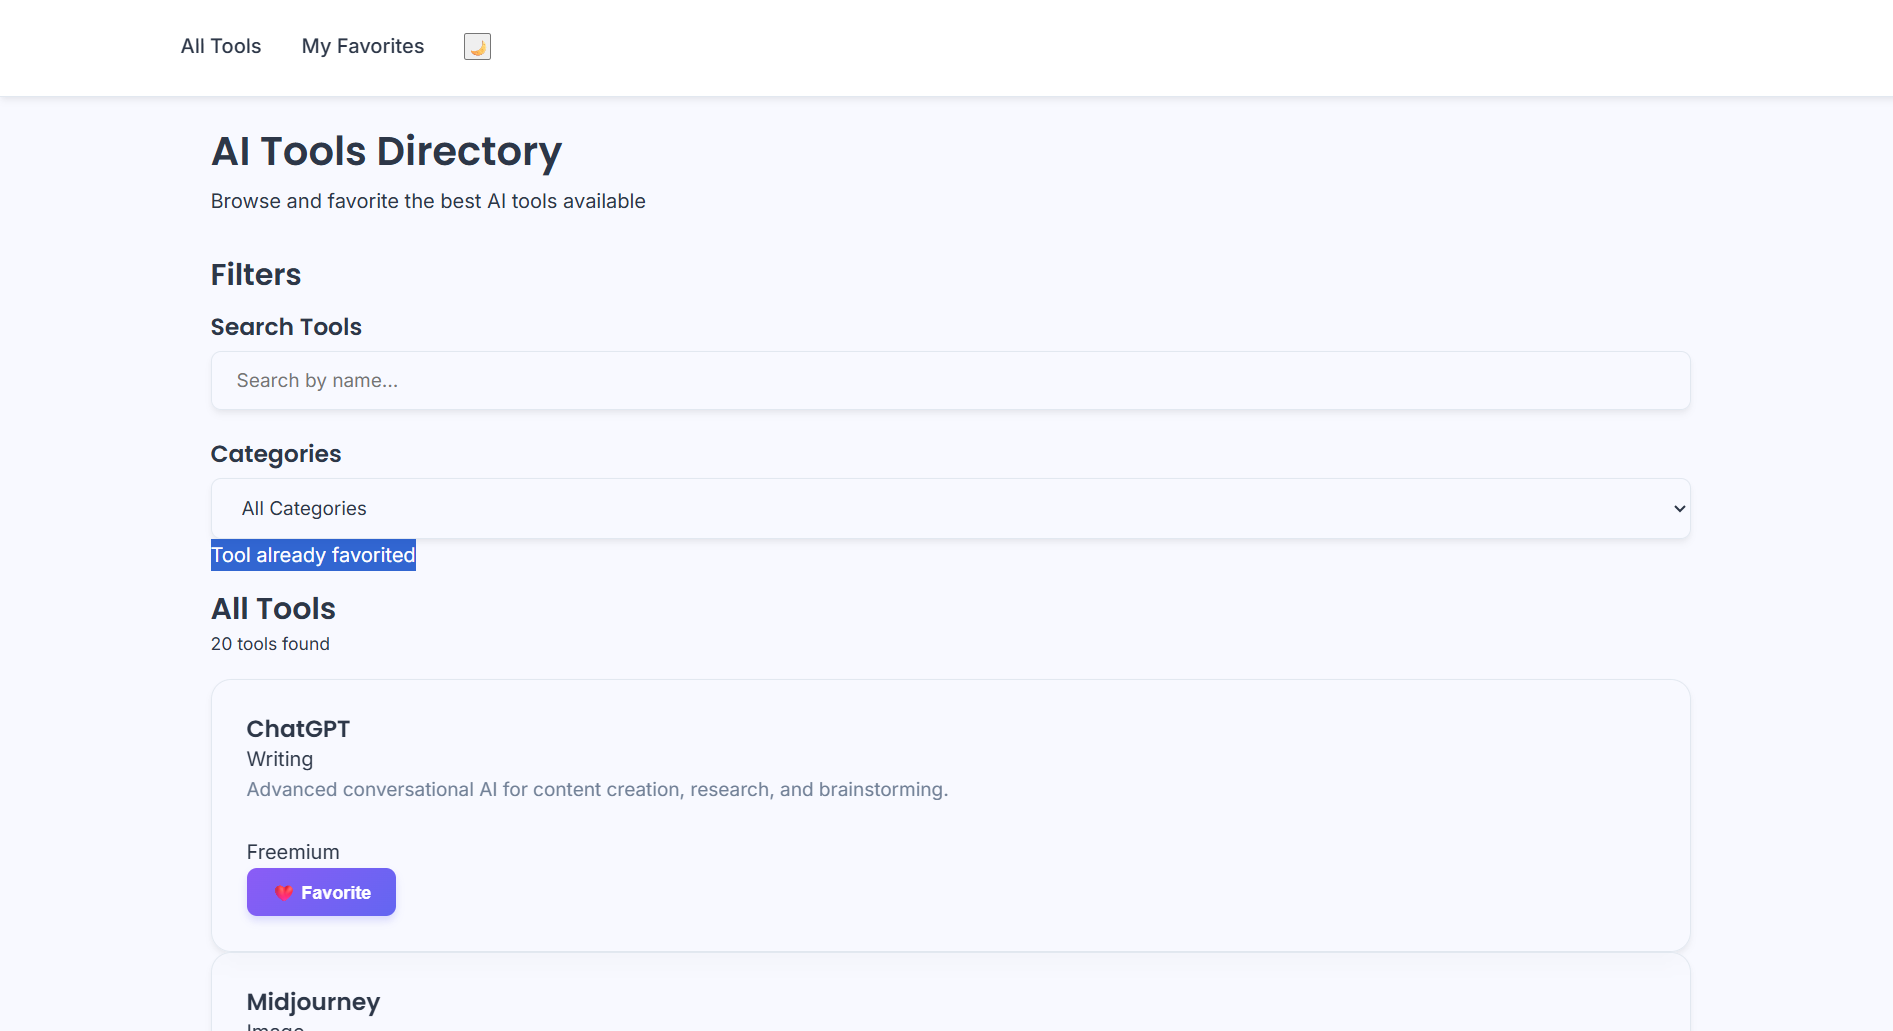 All Tools
My Favorites
AI Tools Directory
Browse and favorite the best AI tools available
Filters
Search Tools
Search by name...
Categories
All Categories
Tool already favorited
All Tools
20 tools found
ChatGPT
Writing
Advanced conversational AI for content creation, research, and brainstorming.
Freemium
Favorite
Midjourney
Image